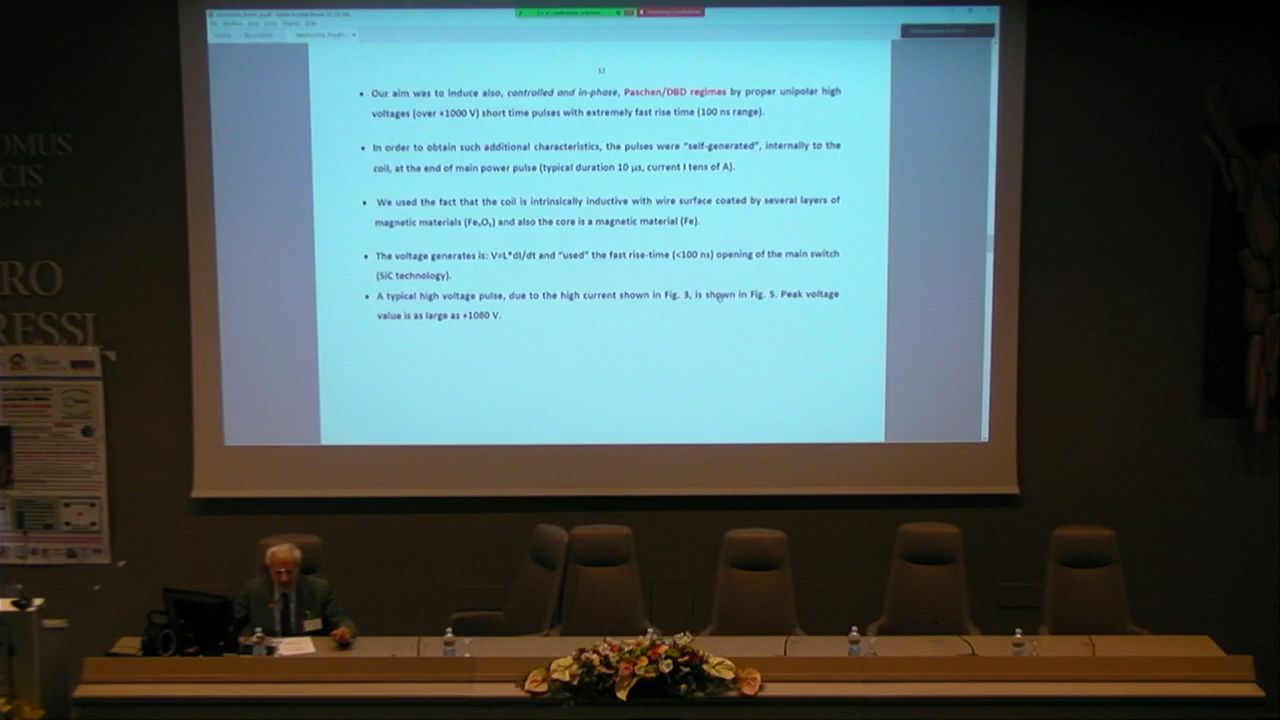 12
• Our aim was to induce also, controlled and in-phase, Paschen/DBD regimes by proper unipolar high
voltages (over +1000 V) short time pulses with extremely fast rise time (100 ns range).
• In order to obtain such additional characteristics, the pulses were "self-generated", internally to the
coil, at the end of main power pulse (typical duration 10 µs, current I tens of A).
• We used the fact that the coil is intrinsically inductive with wire surface coated by several layers of
magnetic materials (FeₓOᵧ) and also the core is a magnetic material (Fe).
• The voltage generates is: V=L*dI/dt and "used" the fast rise-time (<100 ns) opening of the main switch
(SiC technology).
• A typical high voltage pulse, due to the high current shown in Fig. 3, is shown in Fig. 5. Peak voltage
value is as large as +1080 V.
OMUS
CIS
RO
RESSI